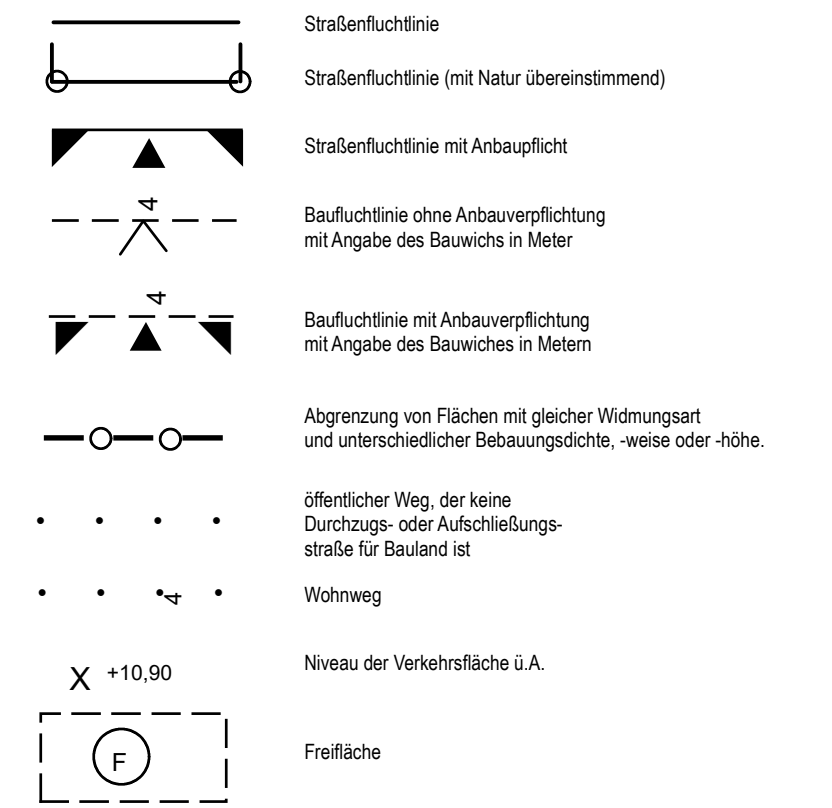 Straßenfluchtlinie
Straßenfluchtlinie (mit Natur übereinstimmend)
Straßenfluchtlinie mit Anbaupflicht
4
Baufluchtlinie ohne Anbauverpflichtung
mit Angabe des Bauwichs in Meter
4
Baufluchtlinie mit Anbauverpflichtung
mit Angabe des Bauwiches in Metern
Abgrenzung von Flächen mit gleicher Widmungsart
und unterschiedlicher Bebauungsdichte, -weise oder -höhe.
öffentlicher Weg, der keine
Durchzugs- oder Aufschließungs-
straße für Bauland ist
4
Wohnweg
X +10,90
Niveau der Verkehrsfläche ü.A.
F
Freifläche